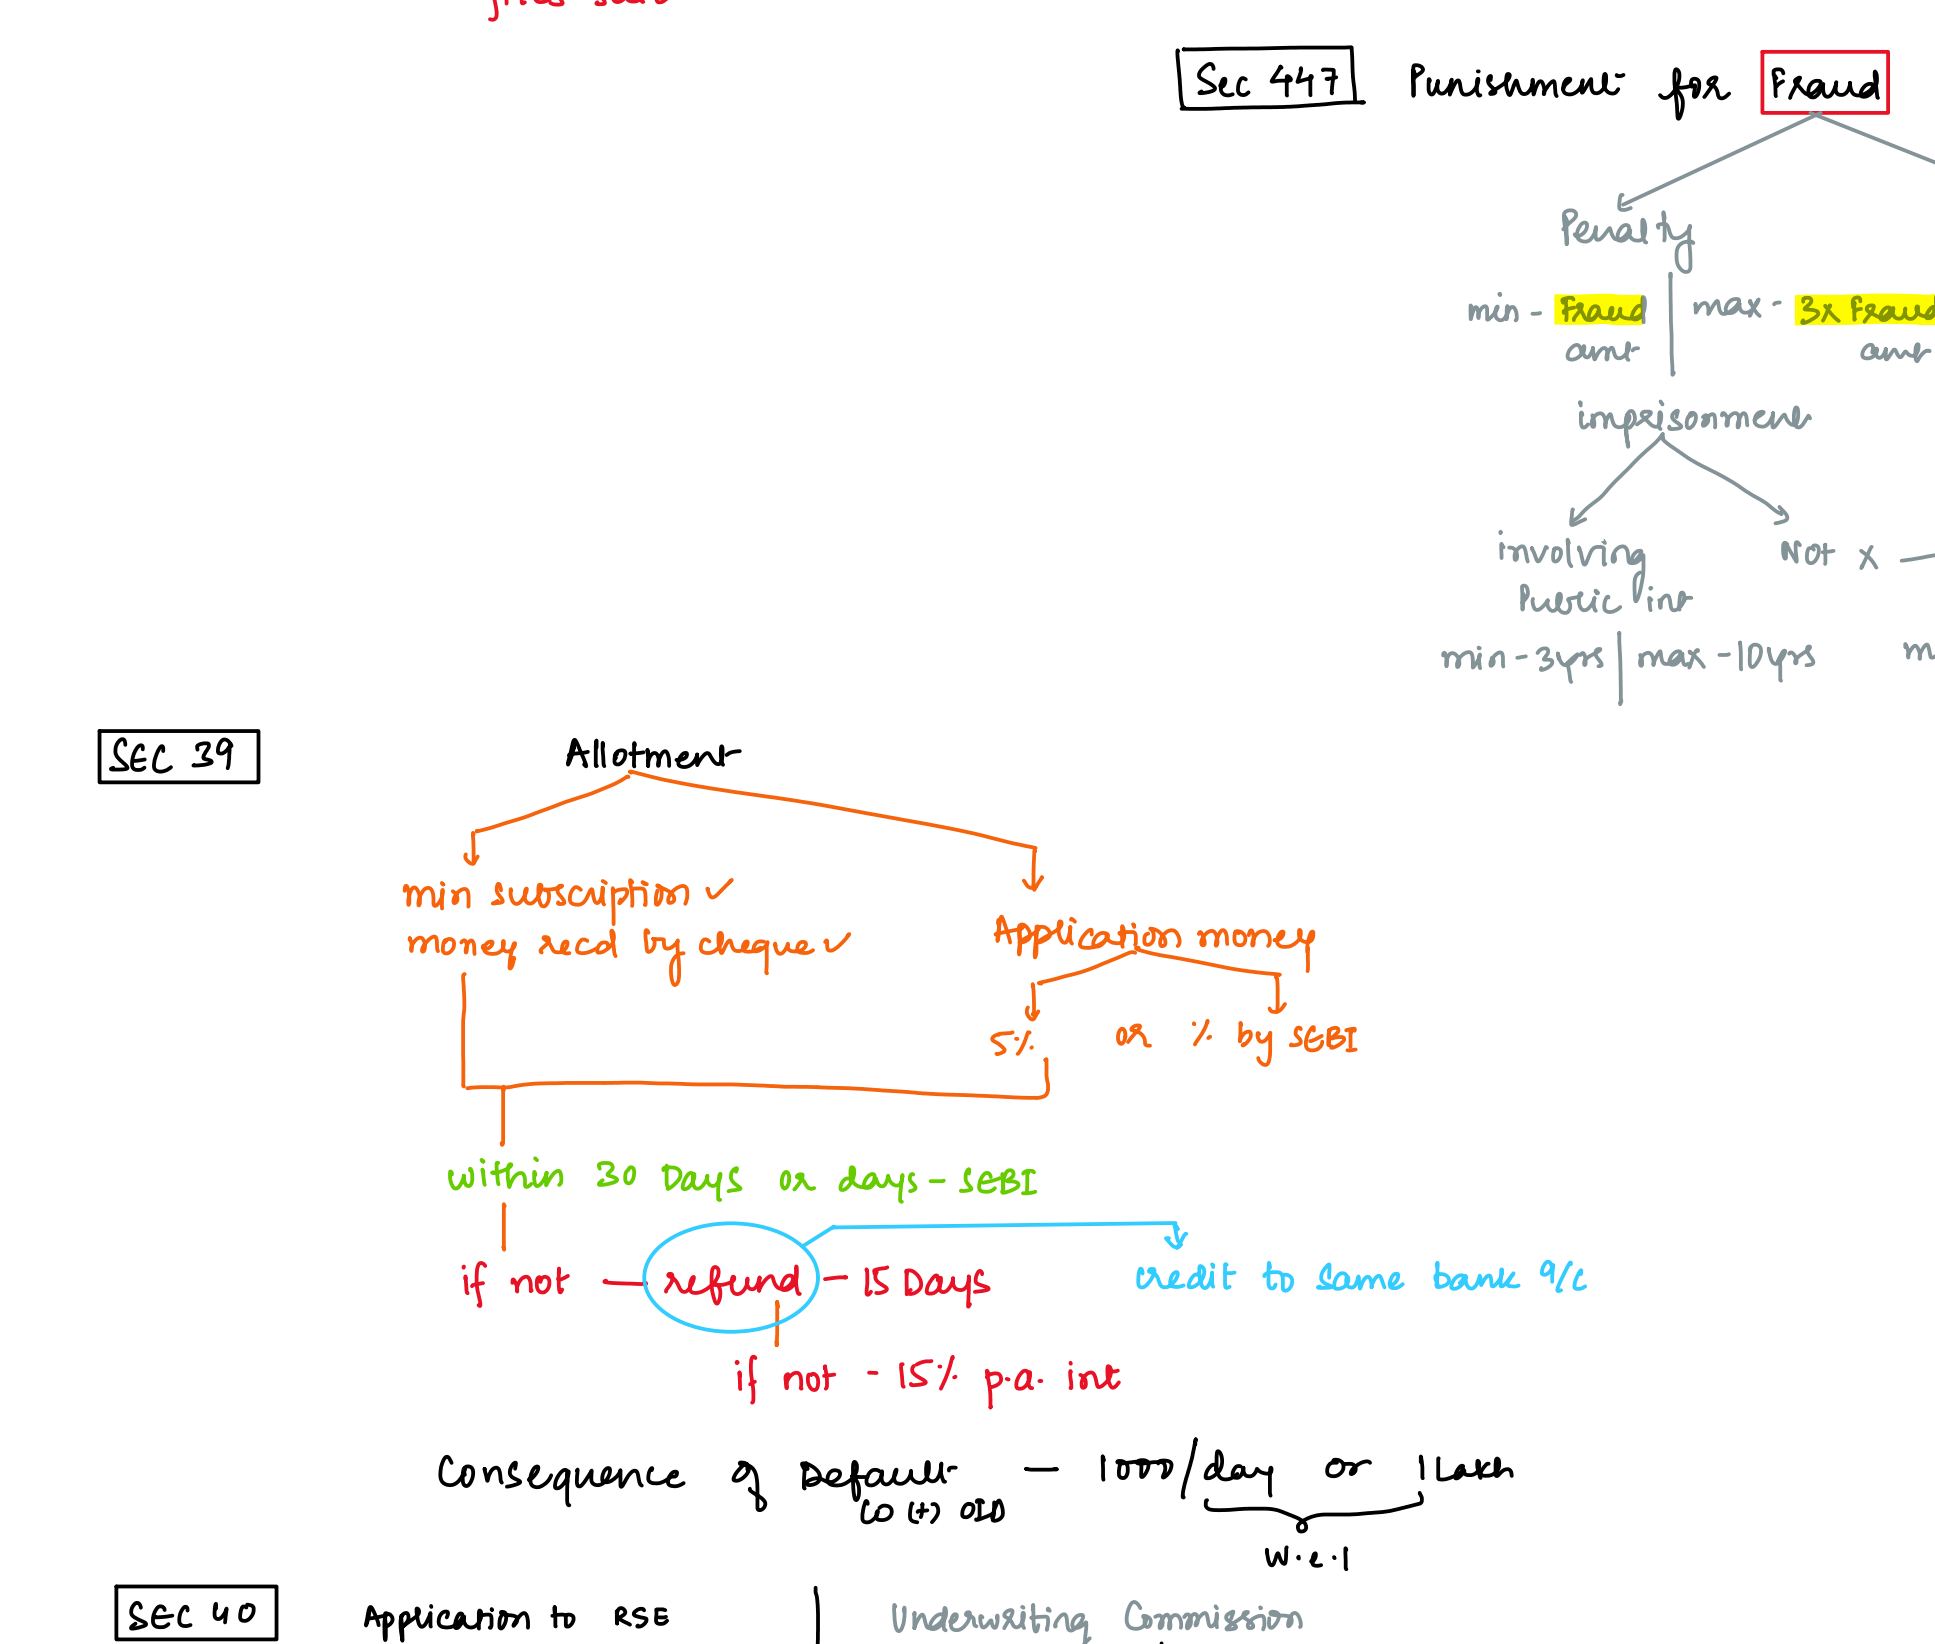 Sec 447 Punishment for Fraud
Penalty
min - Fraud amt | max - 3x Fraud amt
imprisonment
involving Public int
Not x
min - 3yrs | max - 10yrs
SEC 39 Allotment
min subscription ✓
money recd by cheque ✓
Application money
5% or % by SEBI
within 30 Days or days - SEBI
if not - refund - 15 Days
credit to same bank a/c
if not - 15% p.a. int
Consequence of Default - 1000/day or 1 Lakh
CO (+) OID
w.e.l
SEC 40 Application to RSE | Underwriting Commission